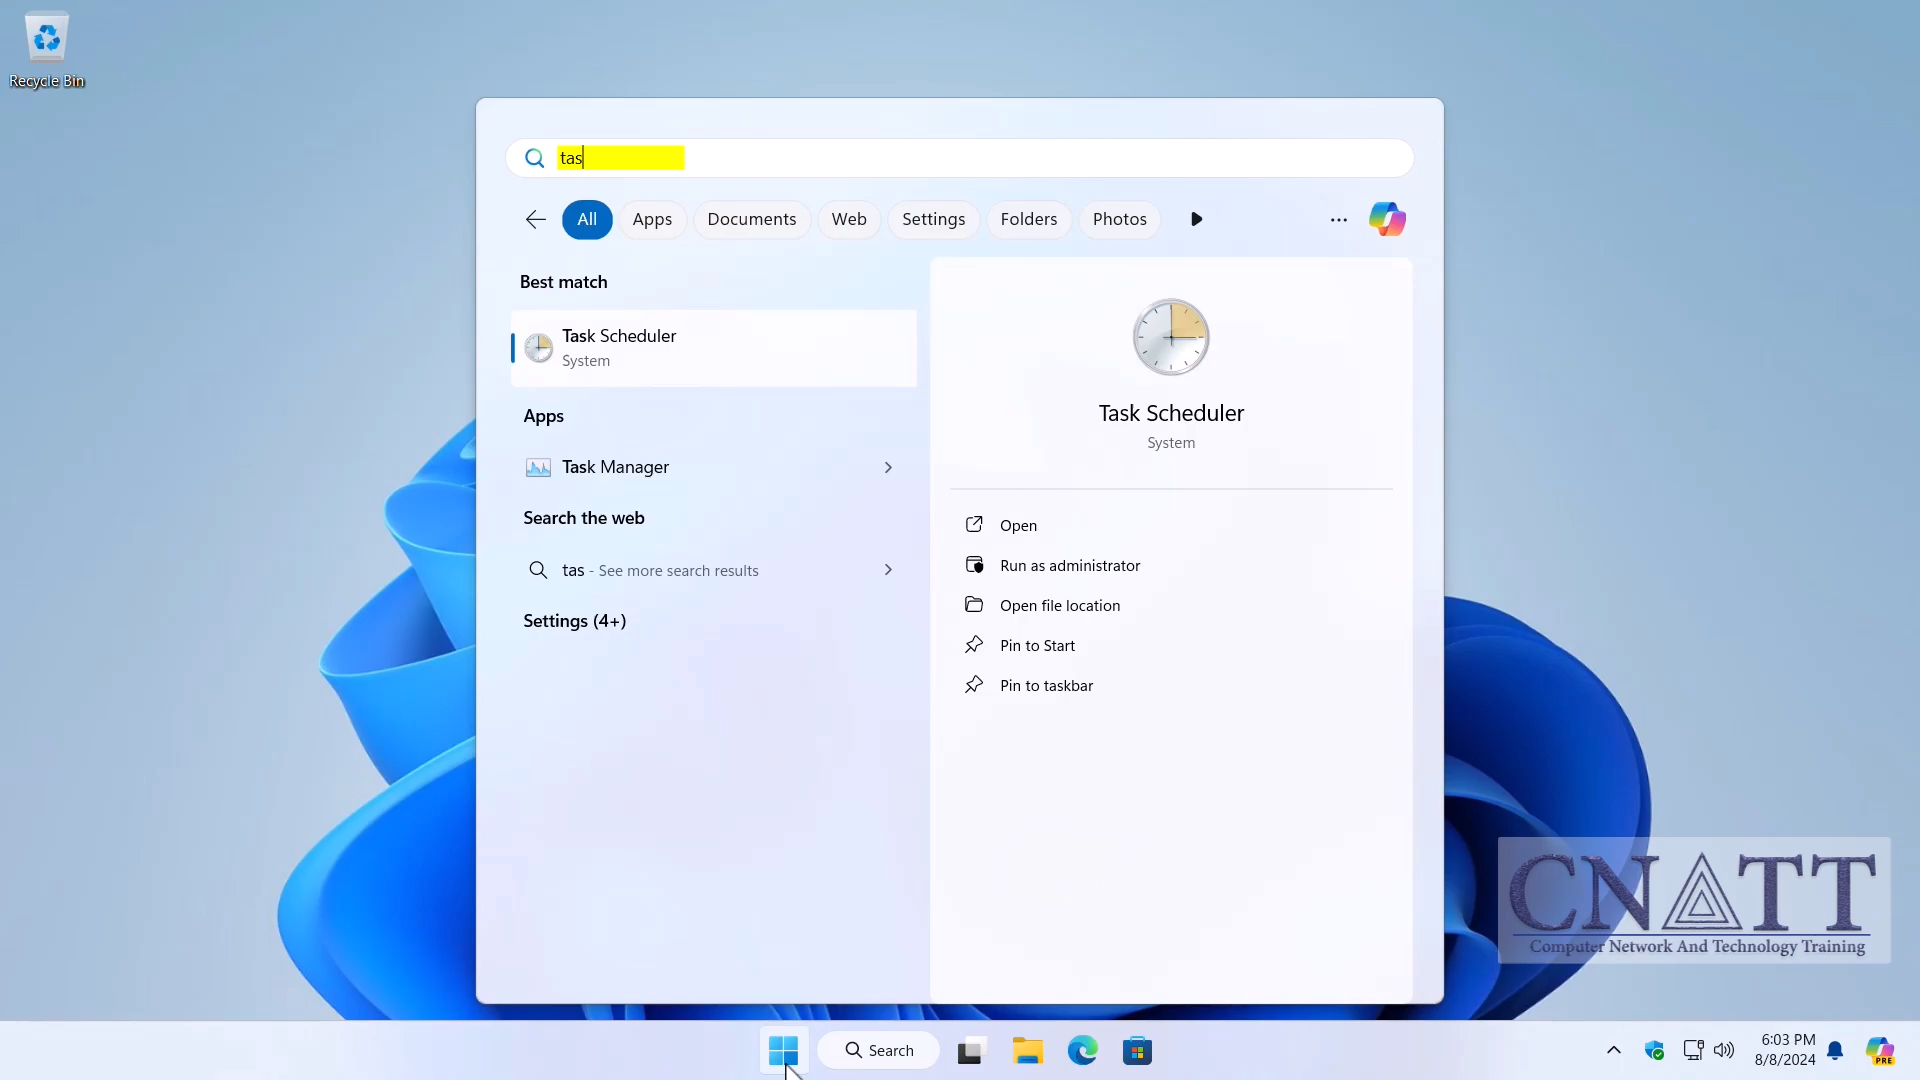 Recycle Bin
tas
All
Apps
Documents
Web
Settings
Folders
Photos
Best match
Task Scheduler
System
Apps
Task Manager
Search the web
tas - See more search results
Settings (4+)
Task Scheduler
System
Open
Run as administrator
Open file location
Pin to Start
Pin to taskbar
CNATT
Computer Network And Technology Training
Search
6:03 PM
8/8/2024
PRE